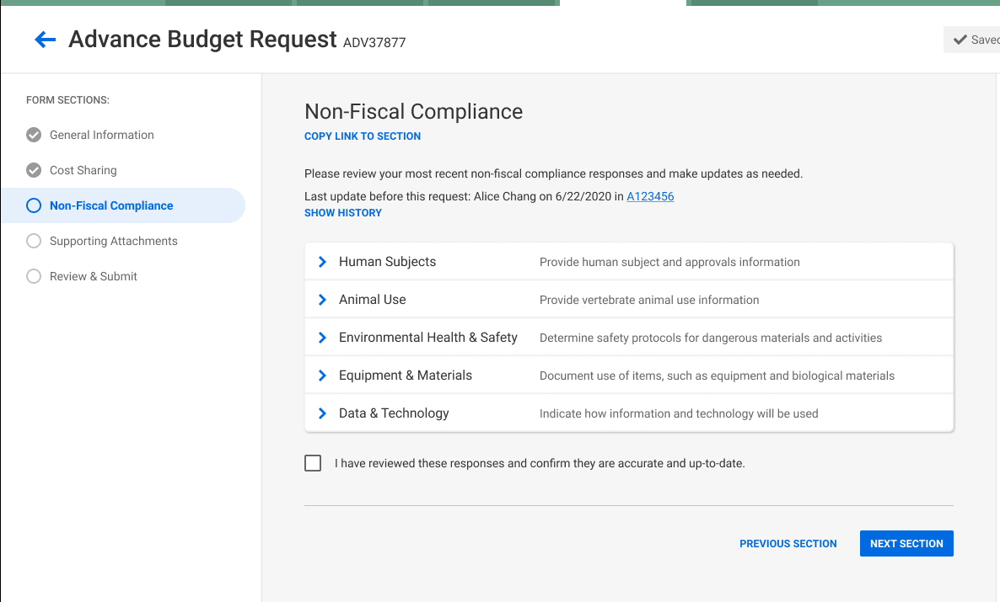 Advance Budget Request ADV37877
Saved
FORM SECTIONS:
General Information
Cost Sharing
Non-Fiscal Compliance
Supporting Attachments
Review & Submit
Non-Fiscal Compliance
COPY LINK TO SECTION
Please review your most recent non-fiscal compliance responses and make updates as needed.
Last update before this request: Alice Chang on 6/22/2020 in A123456
SHOW HISTORY
Human Subjects Provide human subject and approvals information
Animal Use Provide vertebrate animal use information
Environmental Health & Safety Determine safety protocols for dangerous materials and activities
Equipment & Materials Document use of items, such as equipment and biological materials
Data & Technology Indicate how information and technology will be used
I have reviewed these responses and confirm they are accurate and up-to-date.
PREVIOUS SECTION NEXT SECTION